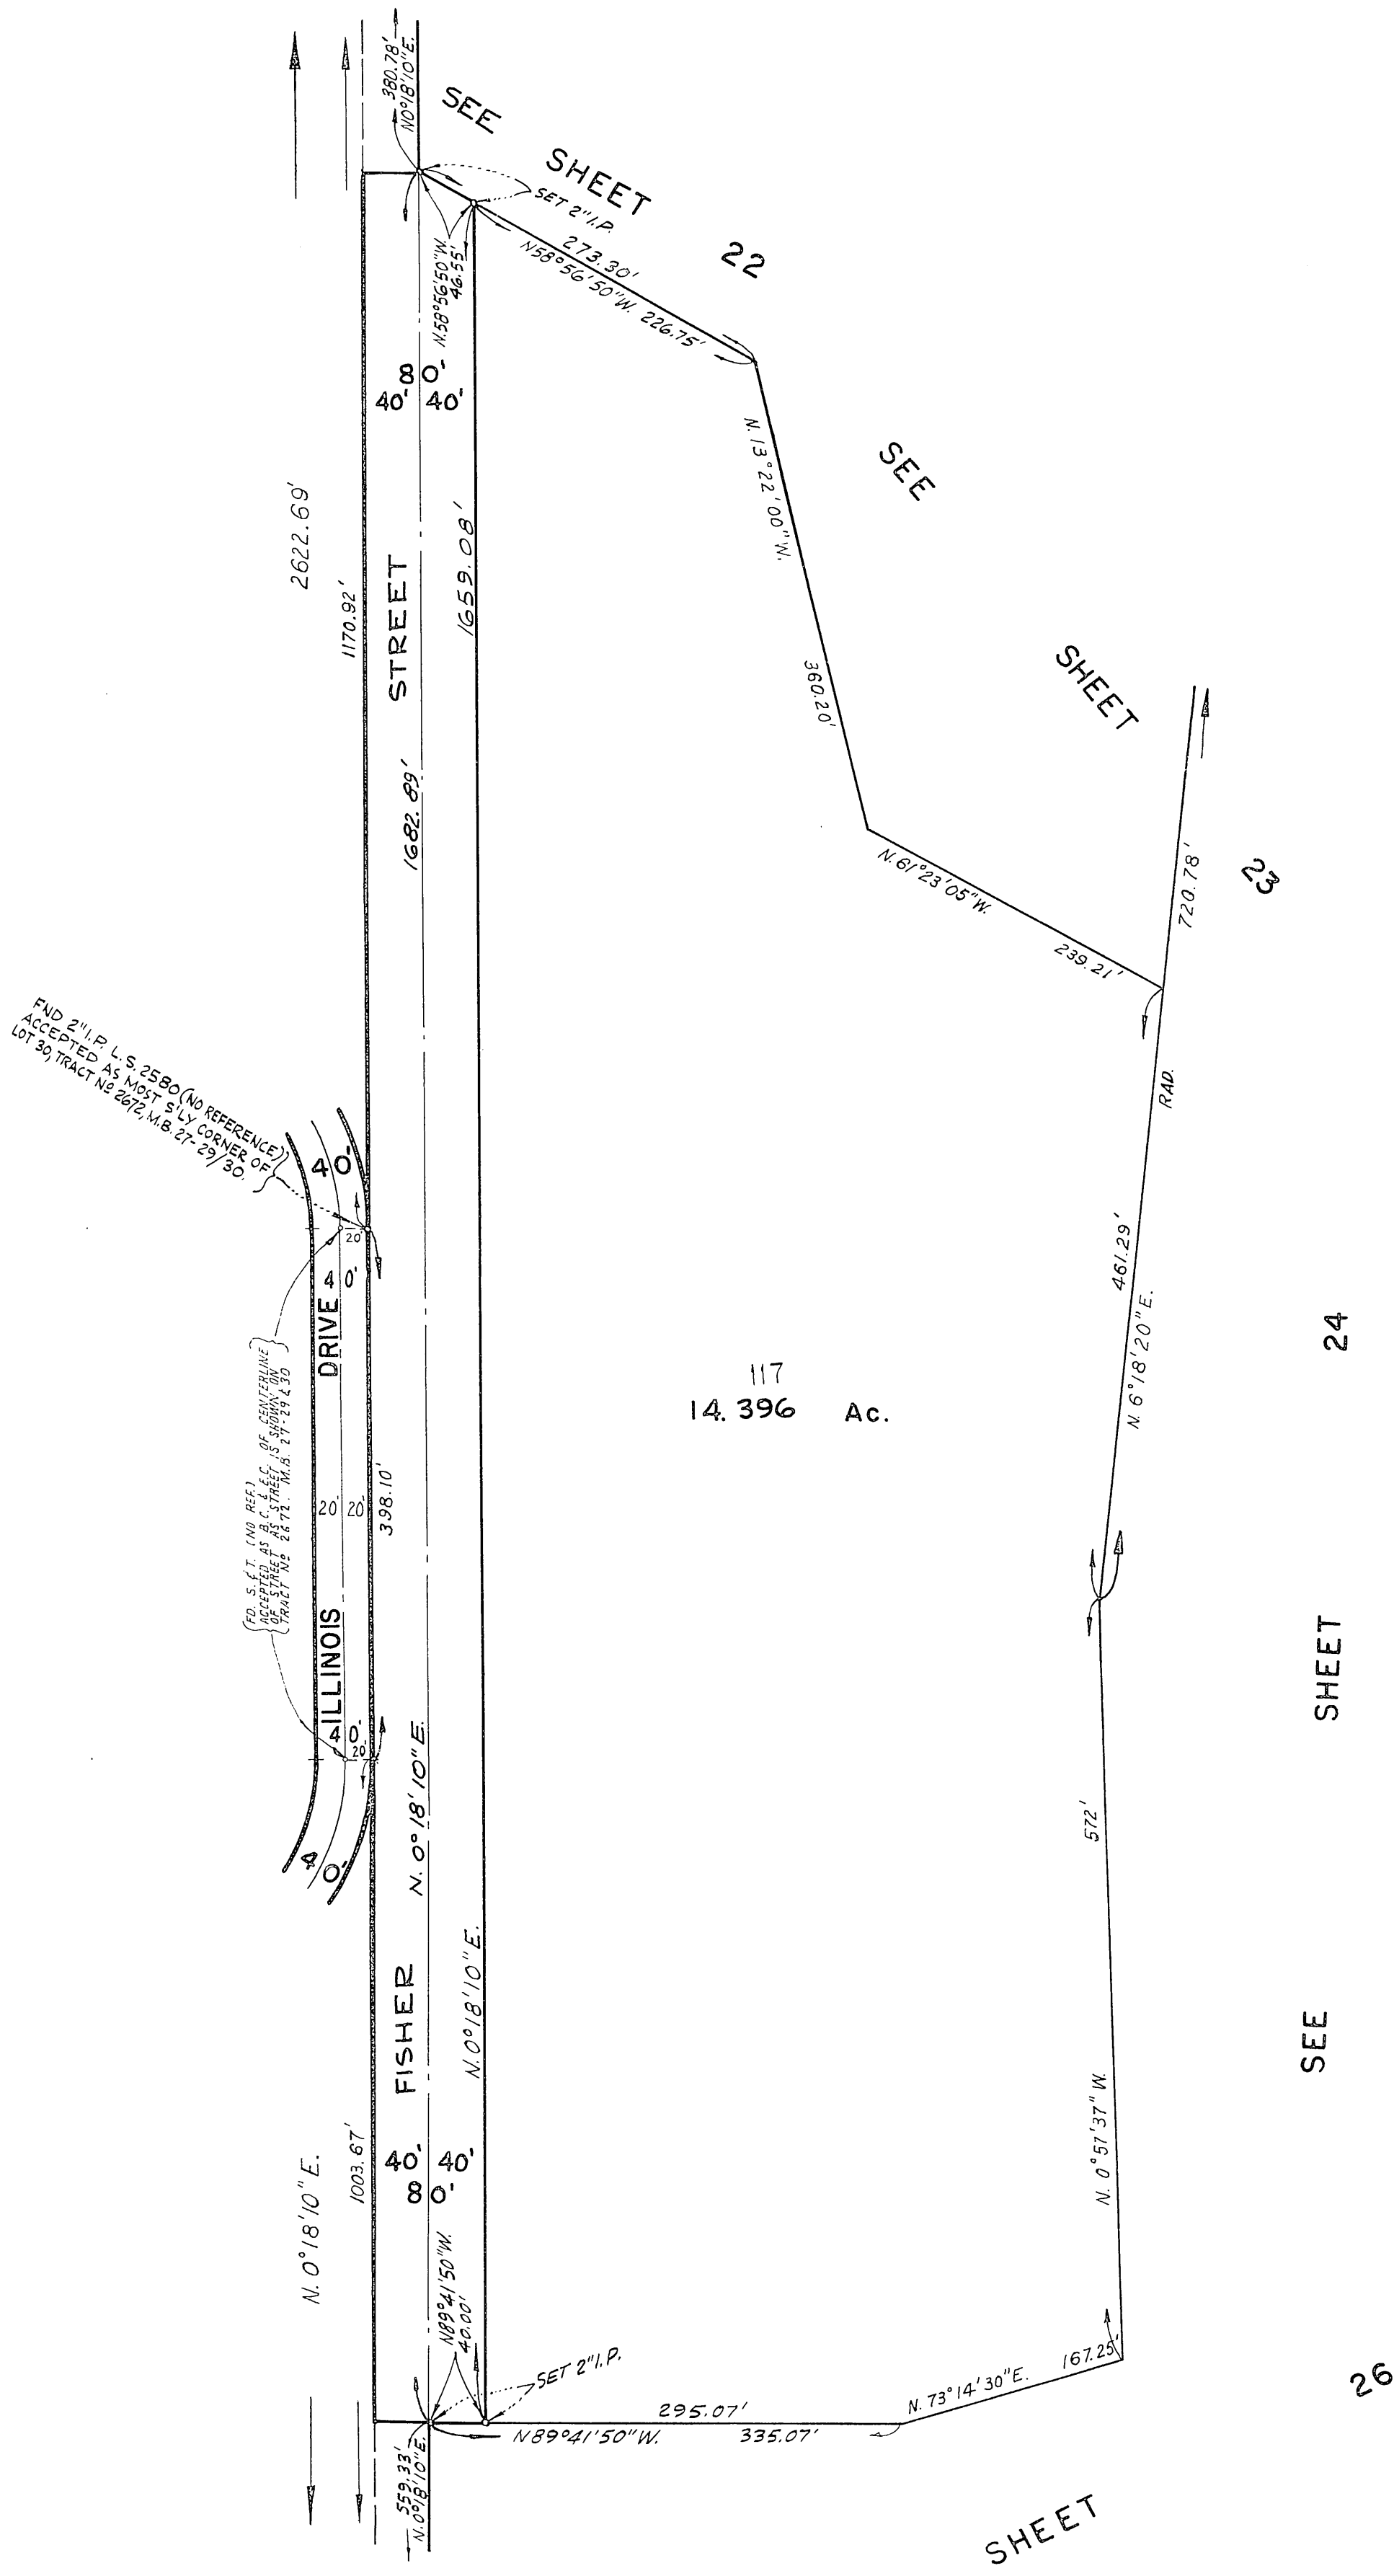 380.78'
N0°18'10"E.
SEE
SHEET
22
SET 2" I.P.
N.58°56'50"W.
46.55'
273.30'
N58°56'50"W. 226.75'
80'
40' 40'
N. 13°22'00"W.
360.20'
SEE
SHEET
23
2622.69'
1170.92'
STREET
1659.08'
1682.89'
N.61°23'05"W.
239.21'
720.78'
RAD.
FND 2" I.P. L.S. 2580 (NO REFERENCE)
ACCEPTED AS MOST S'LY CORNER OF
LOT 30, TRACT Nº 2672, M.B. 27-29/30.
40'
20'
40'
DRIVE
461.29'
N. 6°18'20"E.
24
117
14.396 Ac.
FD. S.&T. (NO REF.)
ACCEPTED AS B.C. & E.C. OF CENTERLINE
OF STREET AS STREET IS SHOWN ON
TRACT Nº 2672. M.B. 27-29 & 30
20' 20'
398.10'
ILLINOIS
40'
20'
40'
SHEET
572'
N. 0°18'10"E.
FISHER
N.0°18'10"E.
SEE
1003.67'
N. 0°18'10"E.
40' 40'
80'
N. 0°57'37"W.
N89°41'50"W.
40.00'
SET 2" I.P.
295.07'
N89°41'50"W. 335.07'
N. 73°14'30"E. 167.25'
26
559.33'
N.0°18'10"E.
SHEET